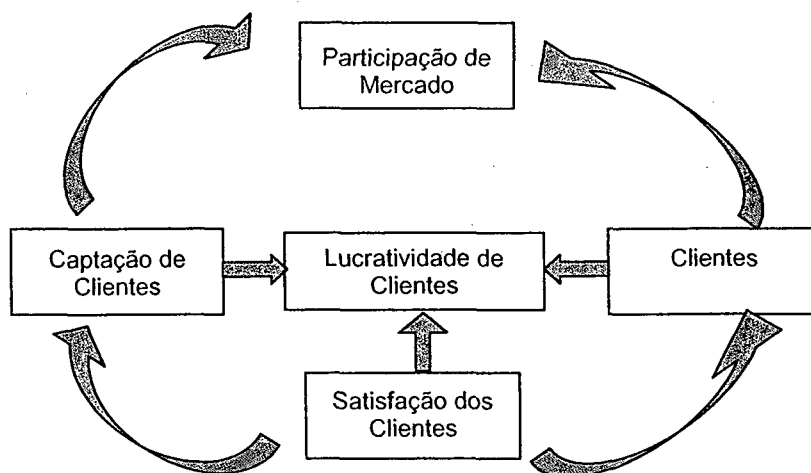 Participação de
Mercado
Captação de
Clientes
Lucratividade de
Clientes
Clientes
Satisfação dos
Clientes